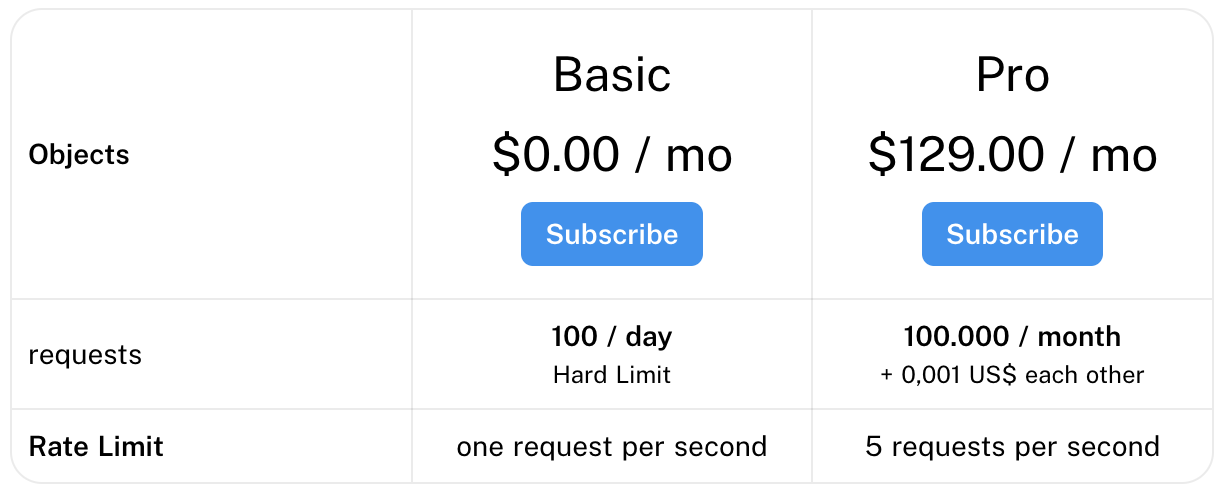 Objects
Basic
$0.00 / mo
Subscribe
Pro
$129.00 / mo
Subscribe
requests
100 / day
Hard Limit
100.000 / month
+ 0,001 US$ each other
Rate Limit
one request per second
5 requests per second